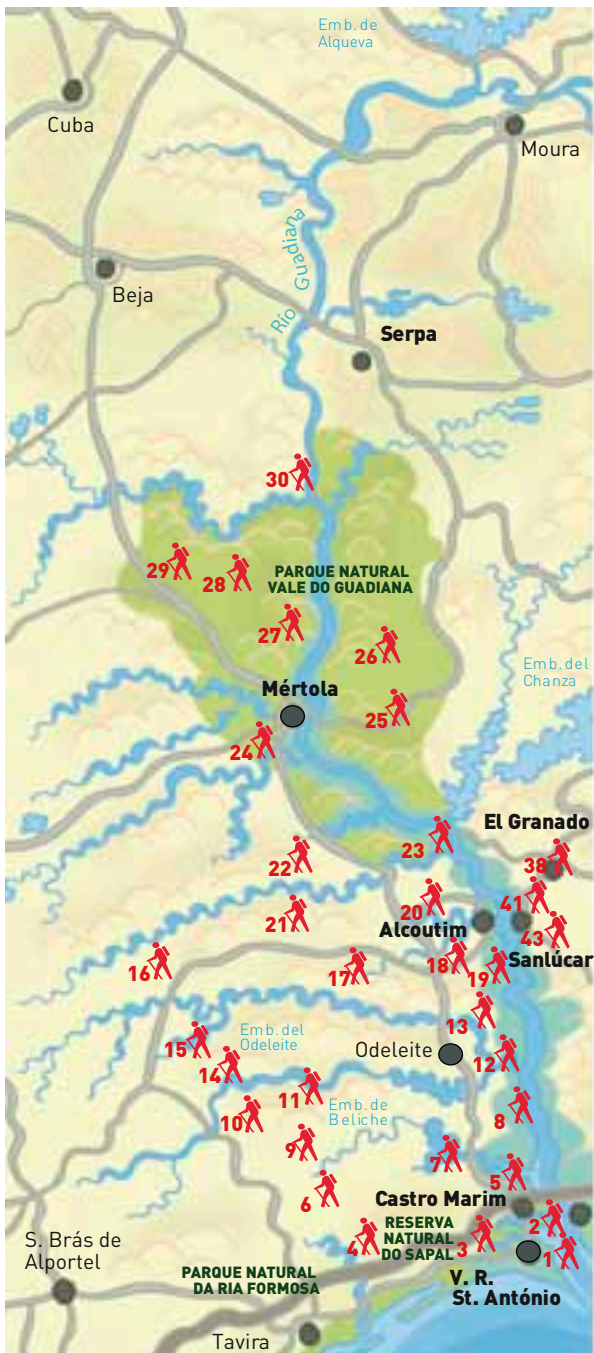 Emb. de
Alqueva
Cuba
Moura
Río Guadiana
Beja
Serpa
30
29
28
PARQUE NATURAL
VALE DO GUADIANA
27
26
Emb. del
Chanza
Mértola
25
24
El Granado
23
38
22
41
20
21
Alcoutim
43
Sanlúcar
16
17
18
19
13
15
Emb. del
Odeleite
Odeleite
12
14
11
Emb. de
Beliche
10
8
9
7
5
6
Castro Marim
2
RESERVA
NATURAL
DO SAPAL
4
3
1
S. Brás de
Alportel
PARQUE NATURAL
DA RIA FORMOSA
V. R.
St. António
Tavira